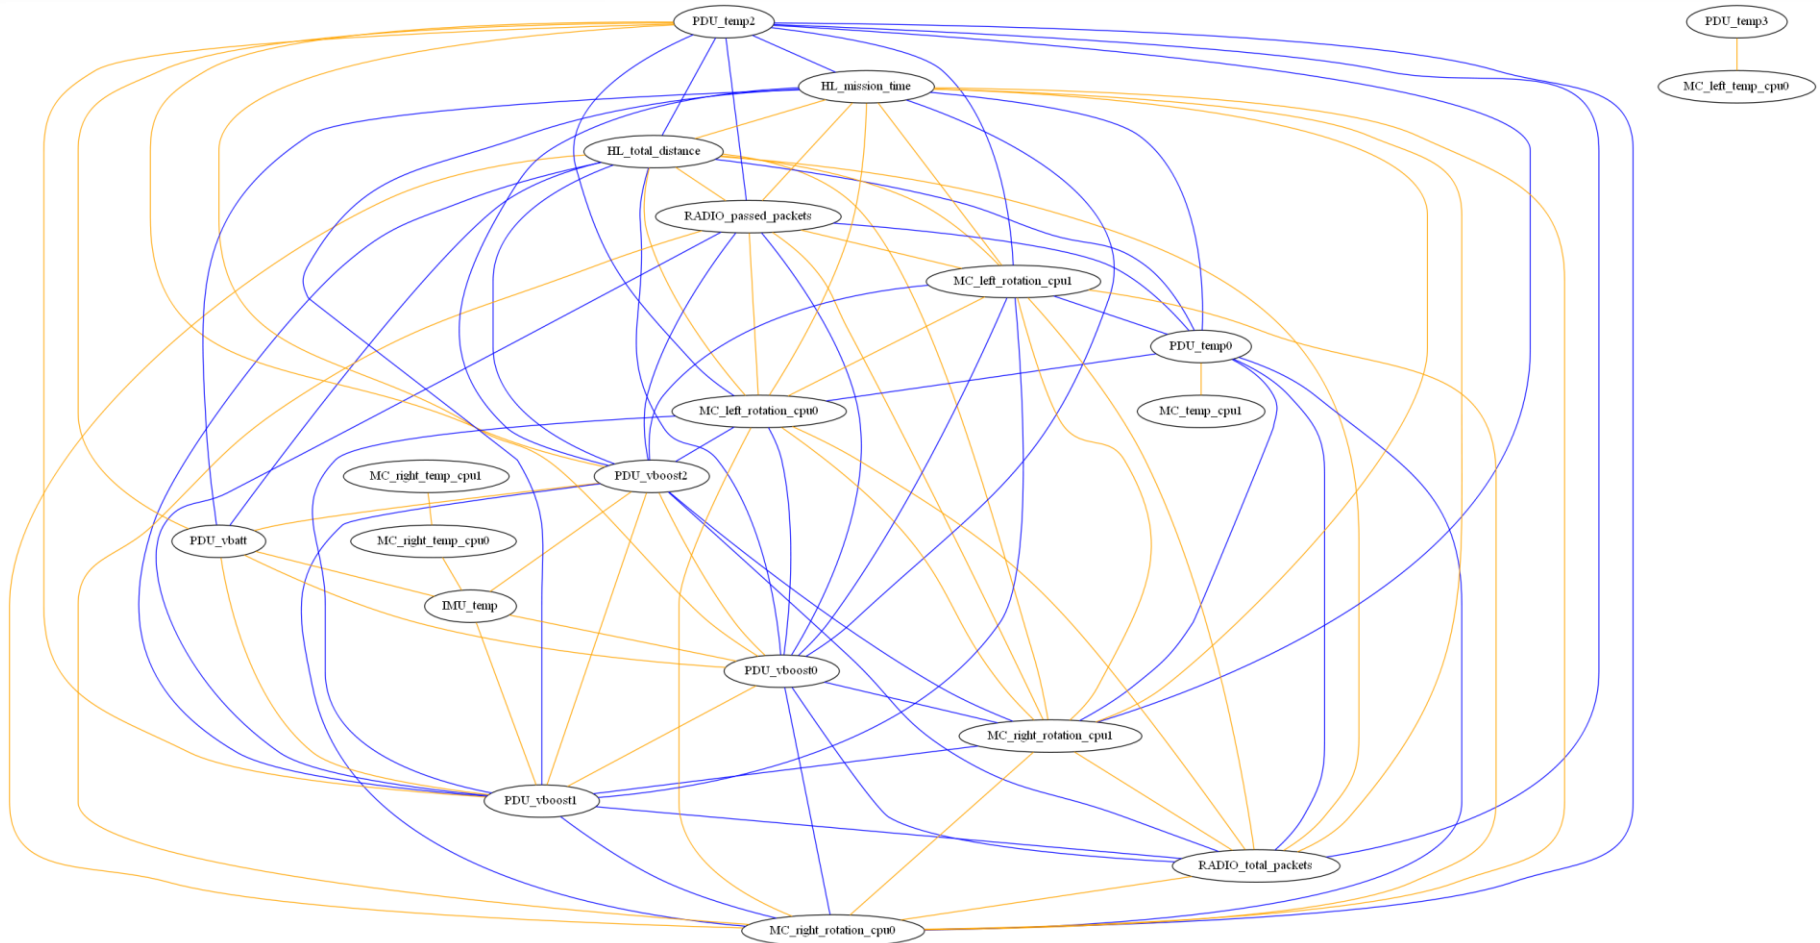 PDU_temp2
PDU_temp3
HL_mission_time
MC_left_temp_cpu0
HL_total_distance
RADIO_passed_packets
MC_left_rotation_cpu1
PDU_temp0
MC_left_rotation_cpu0
MC_temp_cpu1
MC_right_temp_cpu1
PDU_vboost2
PDU_vbatt
MC_right_temp_cpu0
IMU_temp
PDU_vboost0
MC_right_rotation_cpu1
PDU_vboost1
RADIO_total_packets
MC_right_rotation_cpu0